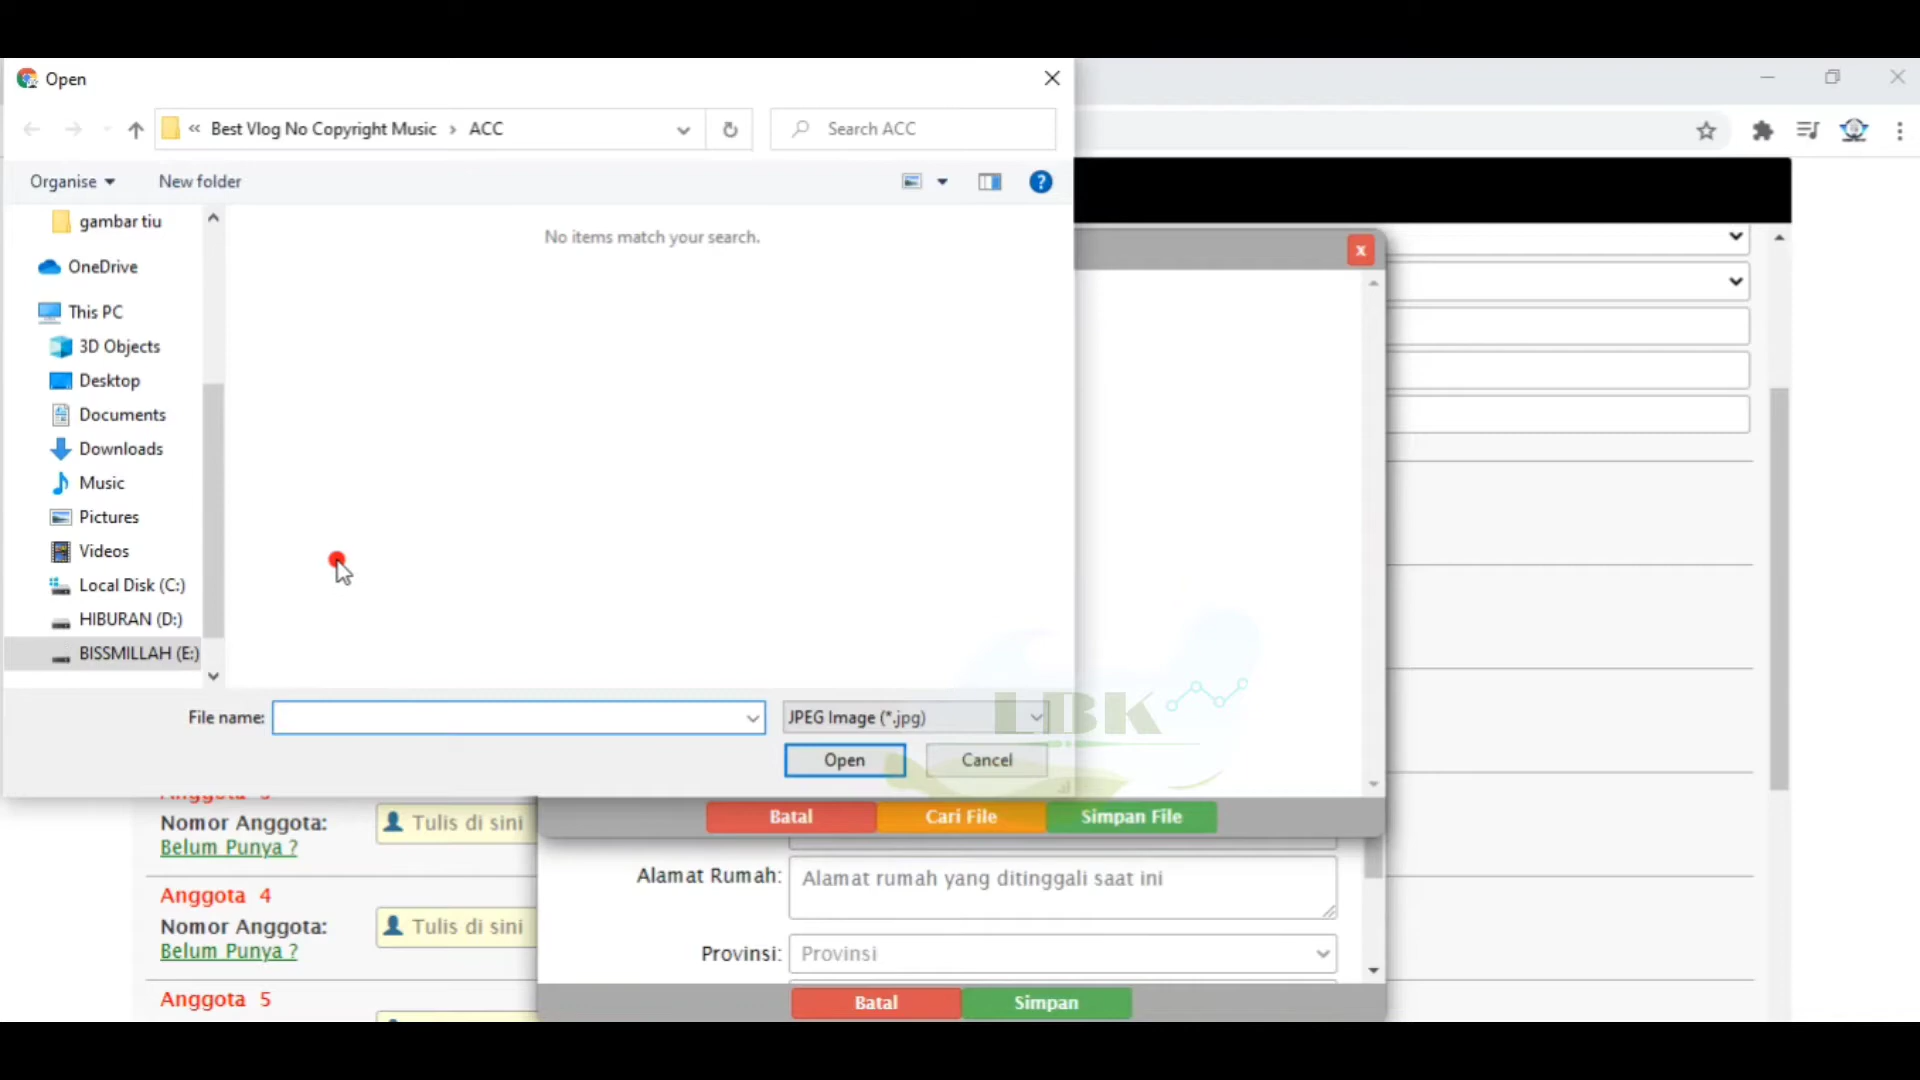 Open
« Best Vlog No Copyright Music › ACC
Search ACC
Organise
New folder
?
gambar tiu
No items match your search.
OneDrive
This PC
3D Objects
Desktop
Documents
Downloads
Music
Pictures
Videos
Local Disk (C:)
HIBURAN (D:)
BISSMILLAH (E:)
File name:
JPEG Image (*.jpg)
Open
Cancel
LBK
x
Batal
Cari File
Simpan File
Anggota 3
Nomor Anggota:
Tulis di sini
Belum Punya ?
Alamat Rumah:
Alamat rumah yang ditinggali saat ini
Anggota 4
Nomor Anggota:
Tulis di sini
Belum Punya ?
Provinsi:
Provinsi
Anggota 5
Batal
Simpan